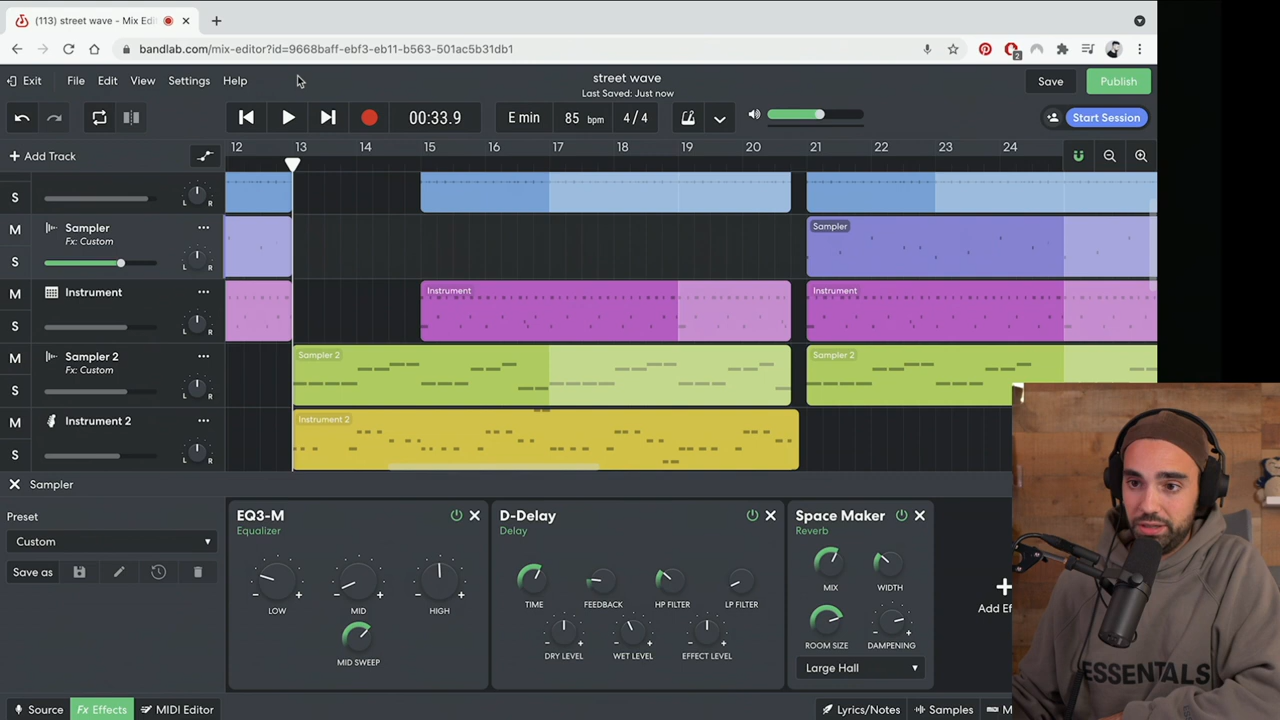 (113) street wave - Mix Edi
bandlab.com/mix-editor?id=9668baff-ebf3-eb11-b563-501ac5b31db1
2
Exit File Edit View Settings Help
street wave
Last Saved: Just now
Save Publish
00:33.9 E min 85 bpm 4 / 4 Start Session
Add Track 12 13 14 15 16 17 18 19 20 21 22 23 24
S L R
M Sampler Sampler
Fx: Custom
S L R
M Instrument Instrument Instrument
S L R
M Sampler 2 Sampler 2 Sampler 2
Fx: Custom
S L R
M Instrument 2 Instrument 2
S L R
Sampler
Preset
Custom
Save as
EQ3-M
Equalizer
LOW MID HIGH
MID SWEEP
D-Delay
Delay
TIME FEEDBACK HP FILTER LP FILTER
DRY LEVEL WET LEVEL EFFECT LEVEL
Space Maker
Reverb
MIX WIDTH
ROOM SIZE DAMPENING
Large Hall
Add Ef
Source Fx Effects MIDI Editor Lyrics/Notes Samples M
ESSENTIALS